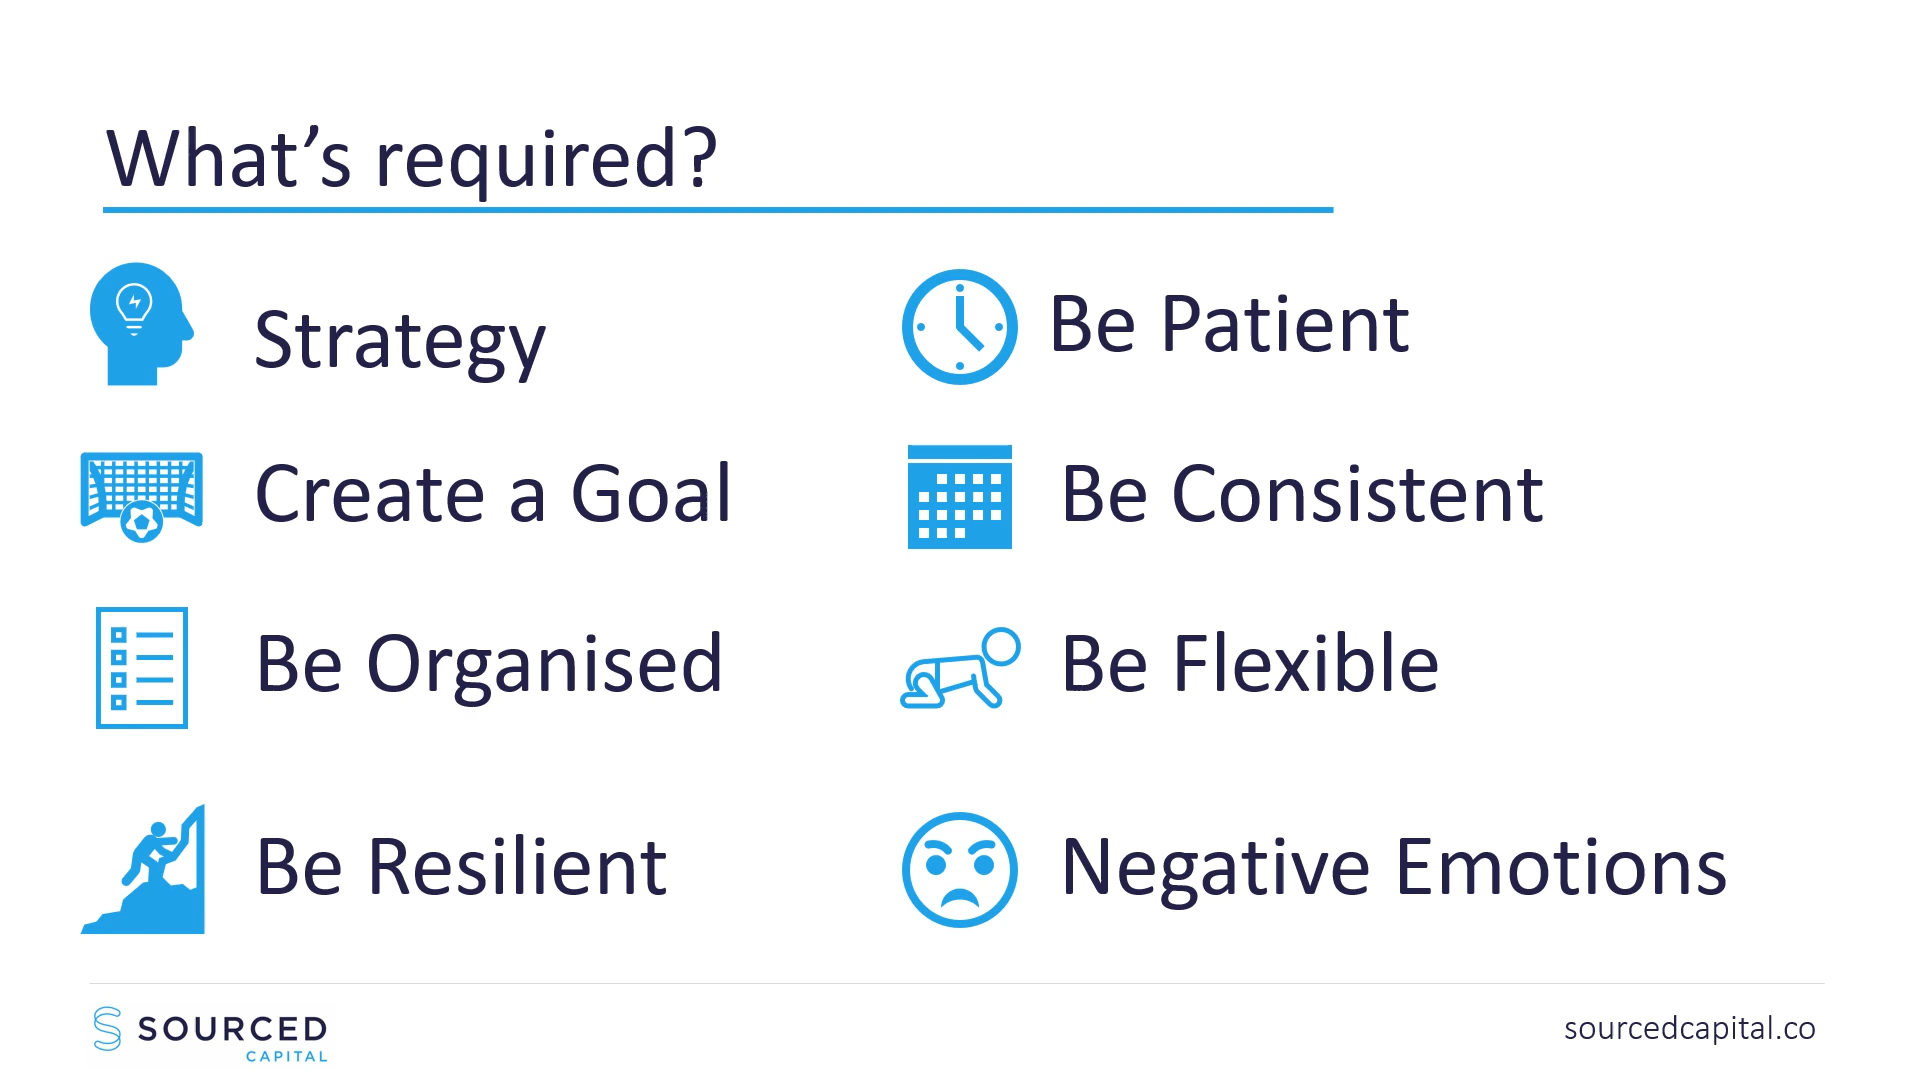 What’s required?
Strategy
Create a Goal
Be Organised
Be Resilient
Be Patient
Be Consistent
Be Flexible
Negative Emotions
SOURCED
CAPITAL
sourcedcapital.co